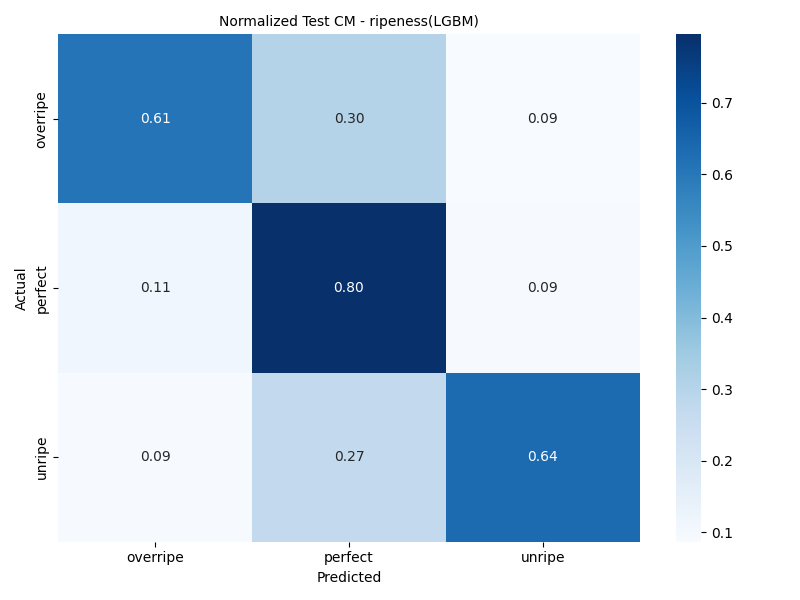 Normalized Test CM - ripeness(LGBM)
Actual
overripe
0.61 0.30 0.09
perfect
0.11 0.80 0.09
unripe
0.09 0.27 0.64
overripe perfect unripe
Predicted
0.7
0.6
0.5
0.4
0.3
0.2
0.1